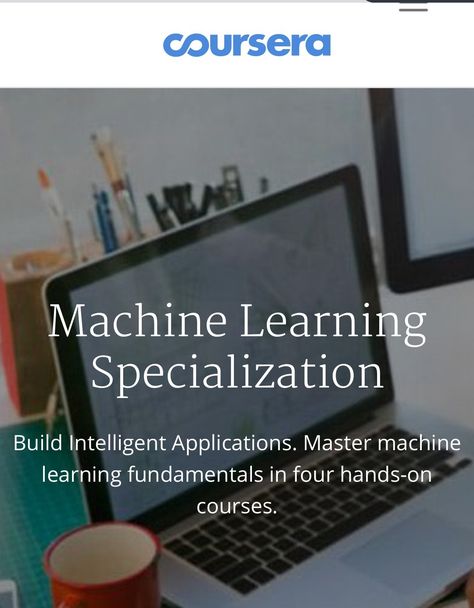 coursera
Machine Learning
Specialization
Build Intelligent Applications. Master machine
learning fundamentals in four hands-on
courses.